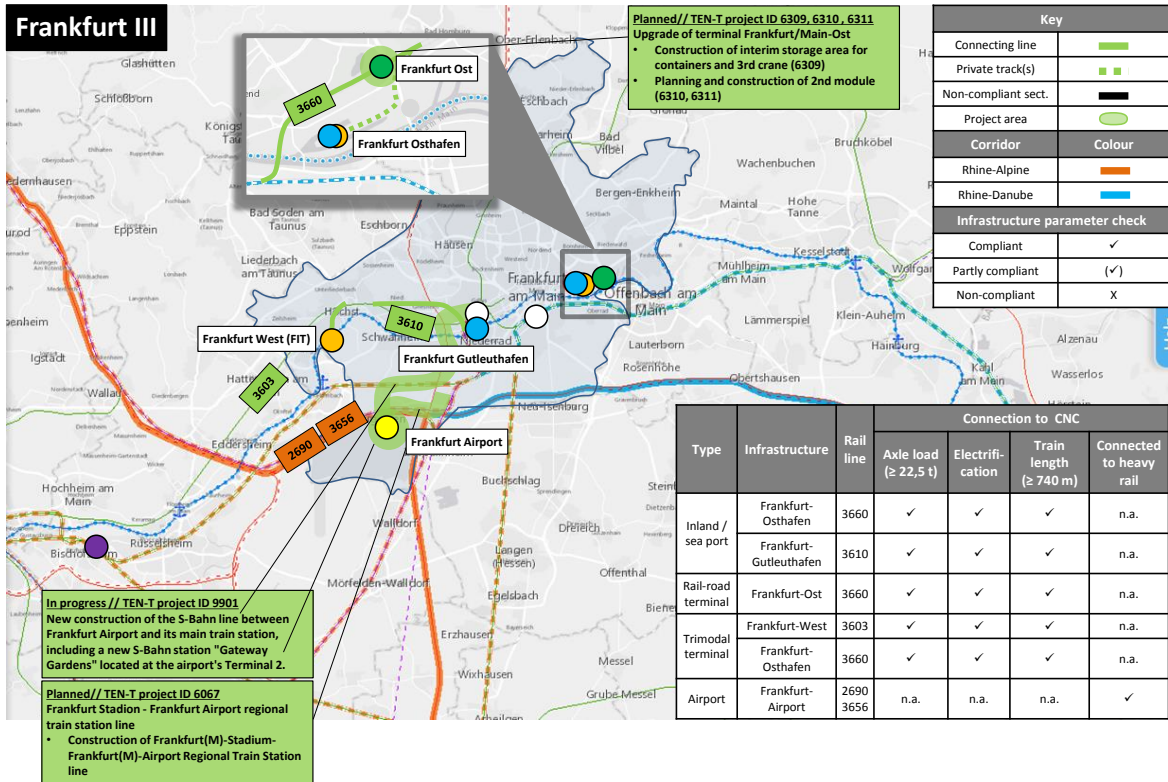 Frankfurt III
Planned// TEN-T project ID 6309, 6310, 6311
Upgrade of terminal Frankfurt/Main-Ost
• Construction of interim storage area for
containers and 3rd crane (6309)
• Planning and construction of 2nd module
(6310, 6311)
Key
Connecting line
Private track(s)
Non-compliant sect.
Project area
Corridor Colour
Rhine-Alpine
Rhine-Danube
Infrastructure parameter check
Compliant ✓
Partly compliant (✓)
Non-compliant X
Frankfurt Ost
3660
Frankfurt Osthafen
Ober-Erlenbach
Glashütten
Schloßborn
Eschbach
Bad
Vilbel
Bruchköbel
Wachenbuchen
Bergen-Enkheim
Maintal
Hohe
Tanne
Eppstein
Bad Soden am
Taunus
Eschborn
Häusen
Kesselstadt
Liederbach
am Taunus
Mühlheim
am Main
Höchst
Frankfurt
am Main
Offenbach am
Main
3610
Niederrad
Lämmerspiel
Klein-Auheim
Hainburg
Alzenau
Kahl
am Main
Wasserlos
Frankfurt West (FIT)
Frankfurt Gutleuthafen
Lauterborn
Rosenhöhe
Obertshausen
Igstadt
Wallau
3603
Neu-Isenburg
3656
2690
Frankfurt Airport
Eddersheim
Hochheim am
Main
Buchschlag
Walldorf
Rüsselsheim
Langen
(Hessen)
Offenthal
Mörfelden-Walldorf
Egelsbach
Erzhausen
Wixhausen
Messel
Grube Messel
Connection to CNC
Type Infrastructure Rail line Axle load (≥ 22,5 t) Electrifi-cation Train length (≥ 740 m) Connected to heavy rail
Inland / sea port Frankfurt-Osthafen 3660 ✓ ✓ ✓ n.a.
Frankfurt-Gutleuthafen 3610 ✓ ✓ ✓ n.a.
Rail-road terminal Frankfurt-Ost 3660 ✓ ✓ ✓ n.a.
Trimodal terminal Frankfurt-West 3603 ✓ ✓ ✓ n.a.
Frankfurt-Osthafen 3660 ✓ ✓ ✓ n.a.
Airport Frankfurt-Airport 2690 3656 n.a. n.a. n.a. ✓
In progress // TEN-T project ID 9901
New construction of the S-Bahn line between
Frankfurt Airport and its main train station,
including a new S-Bahn station "Gateway
Gardens" located at the airport's Terminal 2.
Planned// TEN-T project ID 6067
Frankfurt Stadion - Frankfurt Airport regional
train station line
• Construction of Frankfurt(M)-Stadium-
Frankfurt(M)-Airport Regional Train Station
line